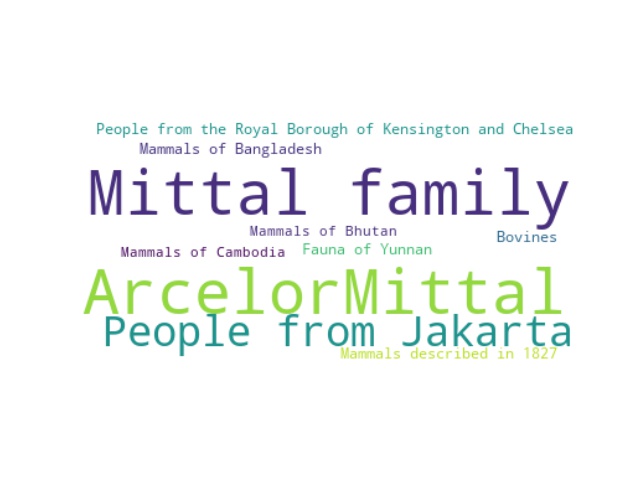 People from the Royal Borough of Kensington and Chelsea
Mammals of Bangladesh
Mittal family
Mammals of Bhutan
Bovines
Mammals of Cambodia
Fauna of Yunnan
ArcelorMittal
People from Jakarta
Mammals described in 1827